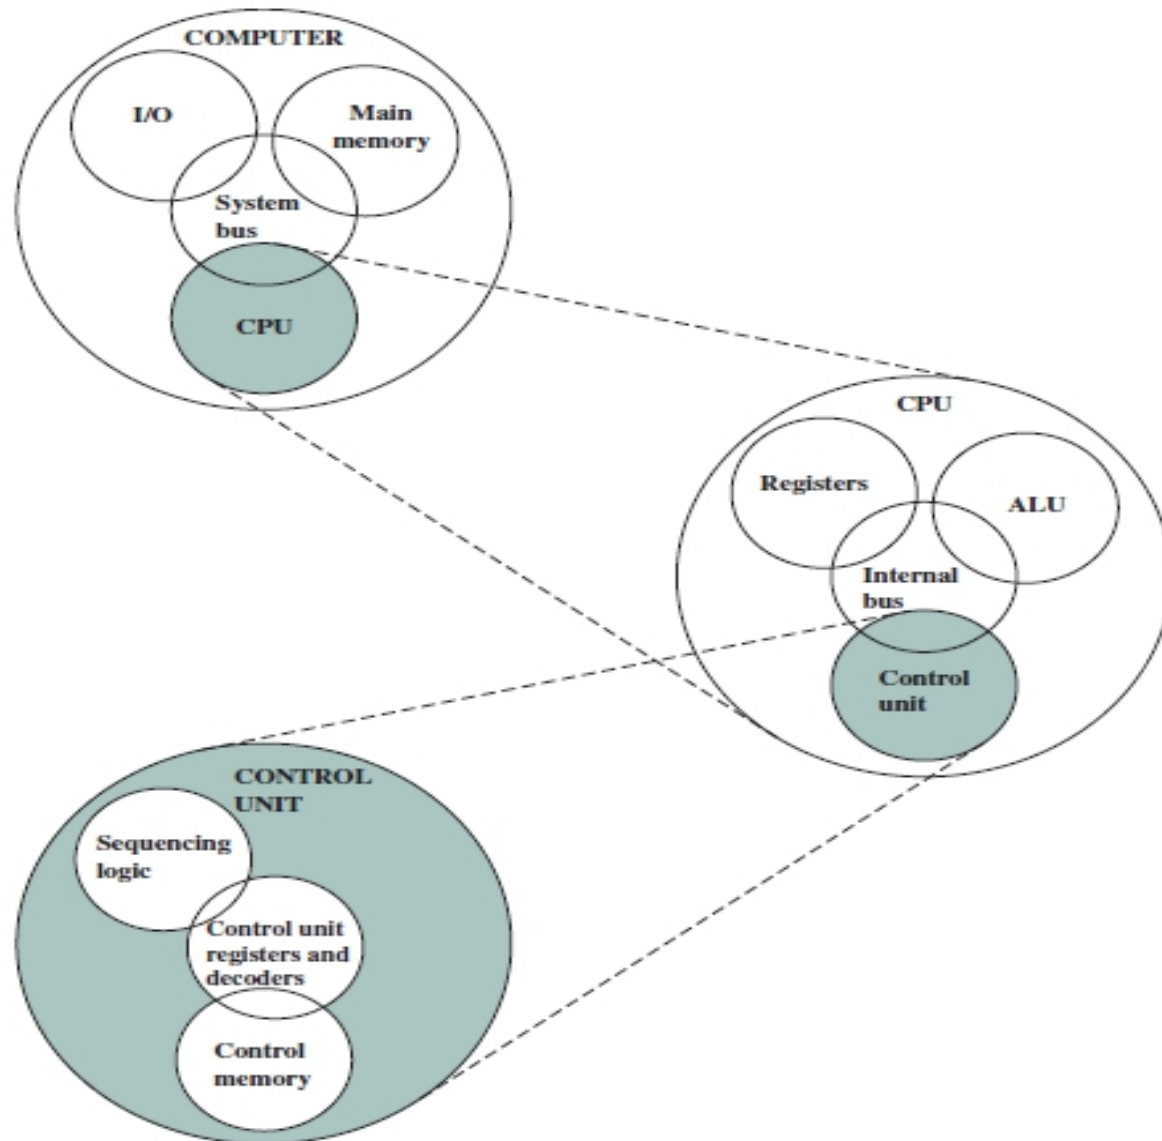 COMPUTER
I/O
Main
memory
System
bus
CPU
CPU
Registers
ALU
Internal
bus
Control
unit
CONTROL
UNIT
Sequencing
logic
Control unit
registers and
decoders
Control
memory